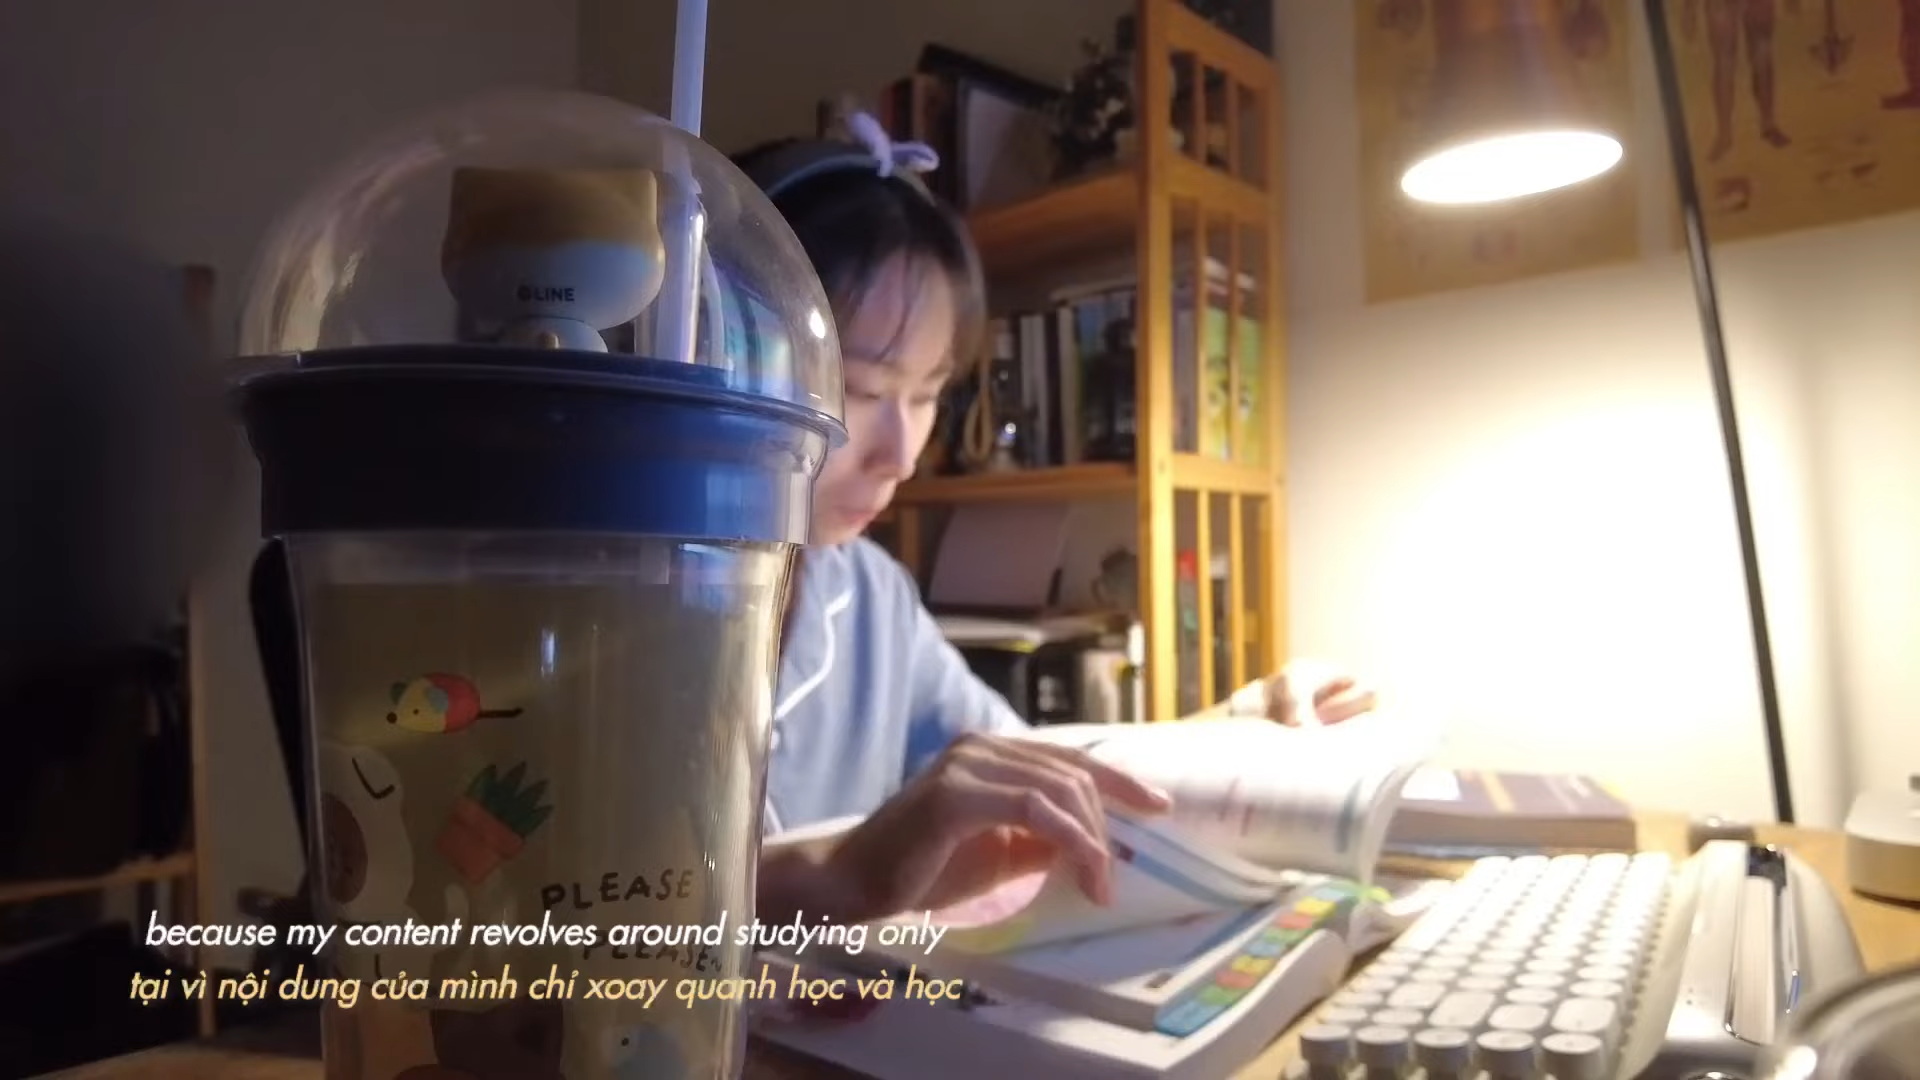 LINE
PLEASE
PLEASE~
because my content revolves around studying only
tại vì nội dung của mình chỉ xoay quanh học và học